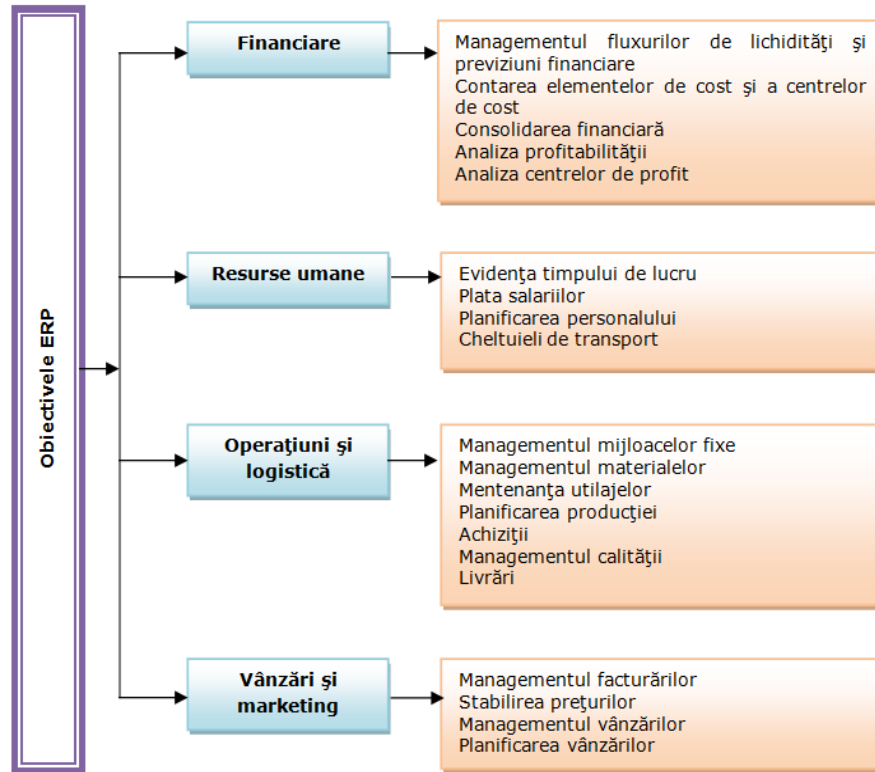 Obiectivele ERP
Financiare
Managementul fluxurilor de lichidităţi şi
previziuni financiare
Contarea elementelor de cost şi a centrelor
de cost
Consolidarea financiară
Analiza profitabilităţii
Analiza centrelor de profit
Resurse umane
Evidenţa timpului de lucru
Plata salariilor
Planificarea personalului
Cheltuieli de transport
Operaţiuni şi
logistică
Managementul mijloacelor fixe
Managementul materialelor
Mentenanţa utilajelor
Planificarea producţiei
Achiziţii
Managementul calităţii
Livrări
Vânzări şi
marketing
Managementul facturărilor
Stabilirea preţurilor
Managementul vânzărilor
Planificarea vânzărilor